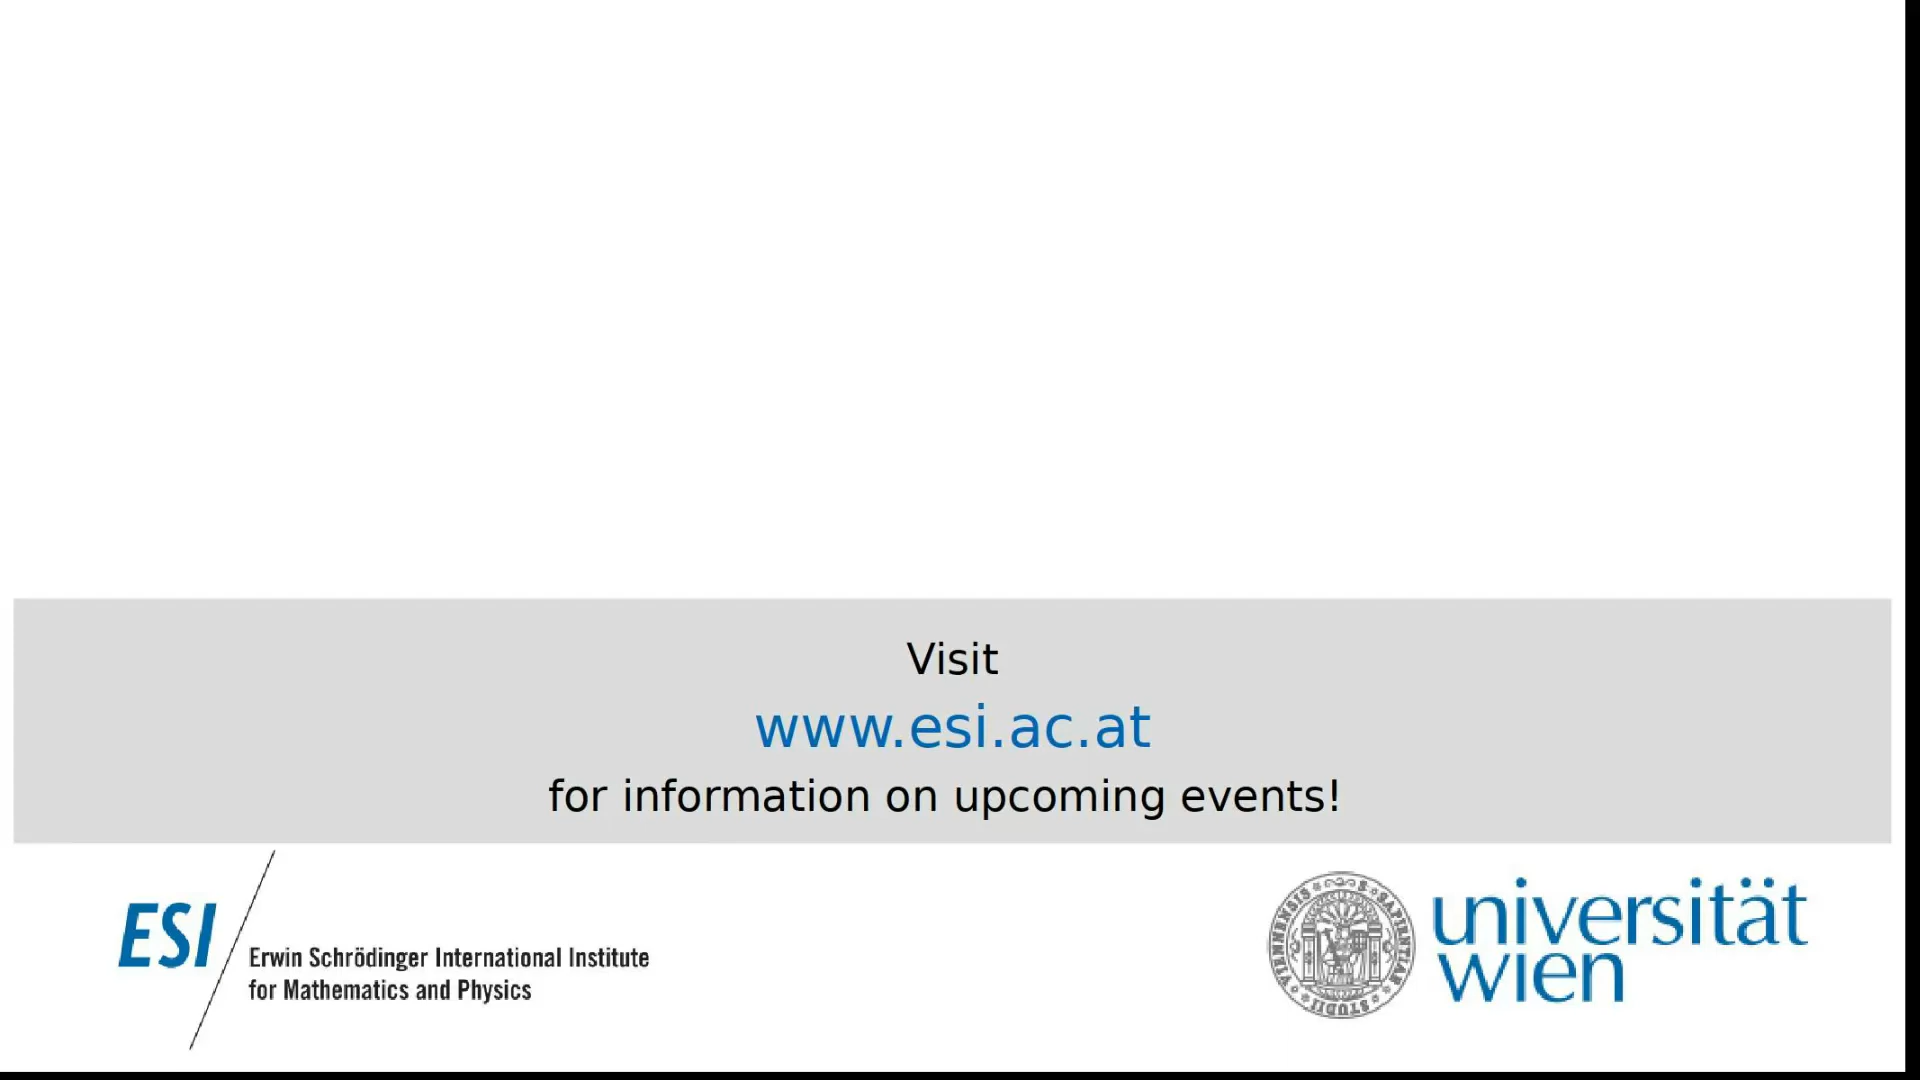 Visit
www.esi.ac.at
for information on upcoming events!
ESI
Erwin Schrödinger International Institute
for Mathematics and Physics
universität
wien